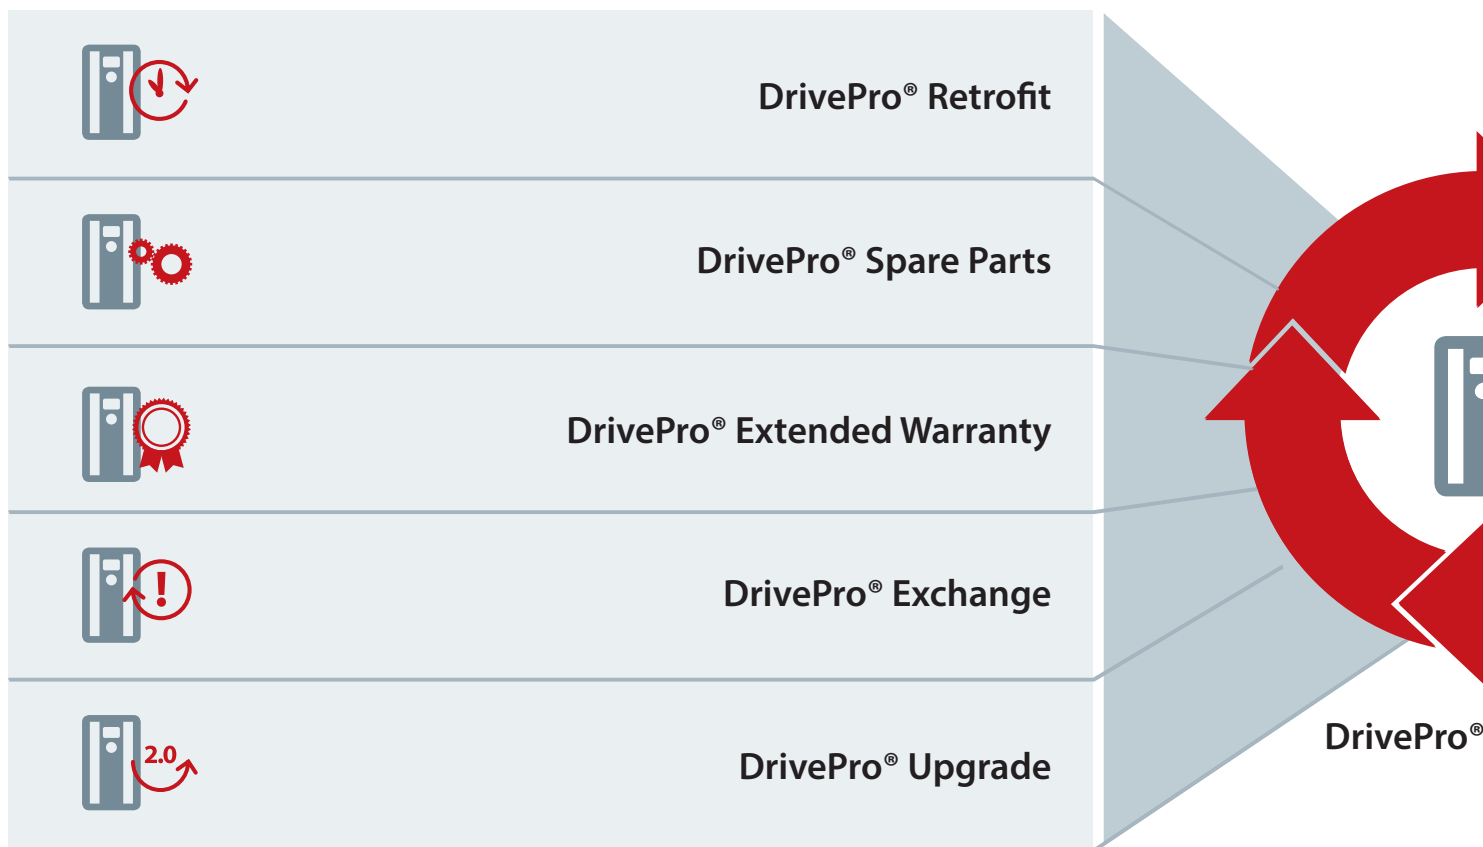 DrivePro® Retrofit
DrivePro® Spare Parts
DrivePro® Extended Warranty
!
DrivePro® Exchange
2.0
DrivePro® Upgrade
DrivePro®